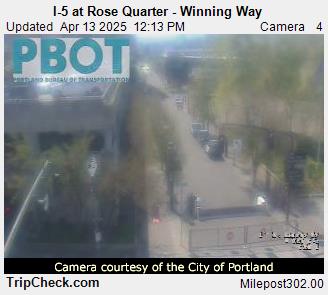 I-5 at Rose Quarter - Winning Way
Updated Apr 13 2025 12:13 PM Camera 4
PBOT
PORTLAND BUREAU OF TRANSPORTATION
Camera courtesy of the City of Portland
TripCheck.com Milepost302.00